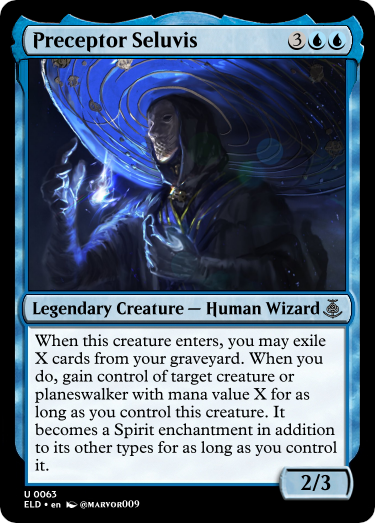 Preceptor Seluvis 3
Legendary Creature — Human Wizard
When this creature enters, you may exile
X cards from your graveyard. When you
do, gain control of target creature or
planeswalker with mana value X for as
long as you control this creature. It
becomes a Spirit enchantment in addition
to its other types for as long as you control
it.
2/3
U 0063
ELD • en @MARVOR009